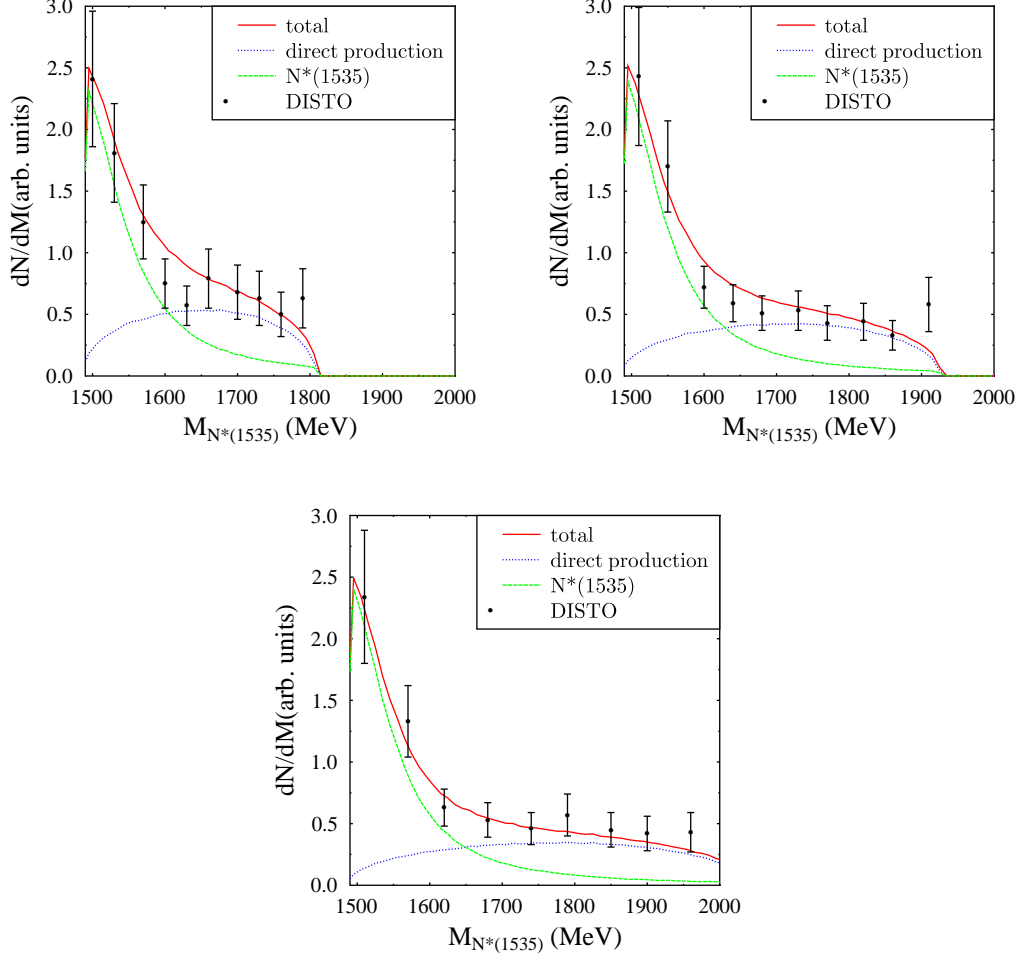 3.0
2.5
2.0
1.5
1.0
0.5
0.0
dN/dM(arb. units)
total
direct production
N*(1535)
DISTO
1500 1600 1700 1800 1900 2000
M_N*(1535) (MeV)
3.0
2.5
2.0
1.5
1.0
0.5
0.0
dN/dM(arb. units)
total
direct production
N*(1535)
DISTO
1500 1600 1700 1800 1900 2000
M_N*(1535) (MeV)
3.0
2.5
2.0
1.5
1.0
0.5
0.0
dN/dM(arb. units)
total
direct production
N*(1535)
DISTO
1500 1600 1700 1800 1900 2000
M_N*(1535) (MeV)